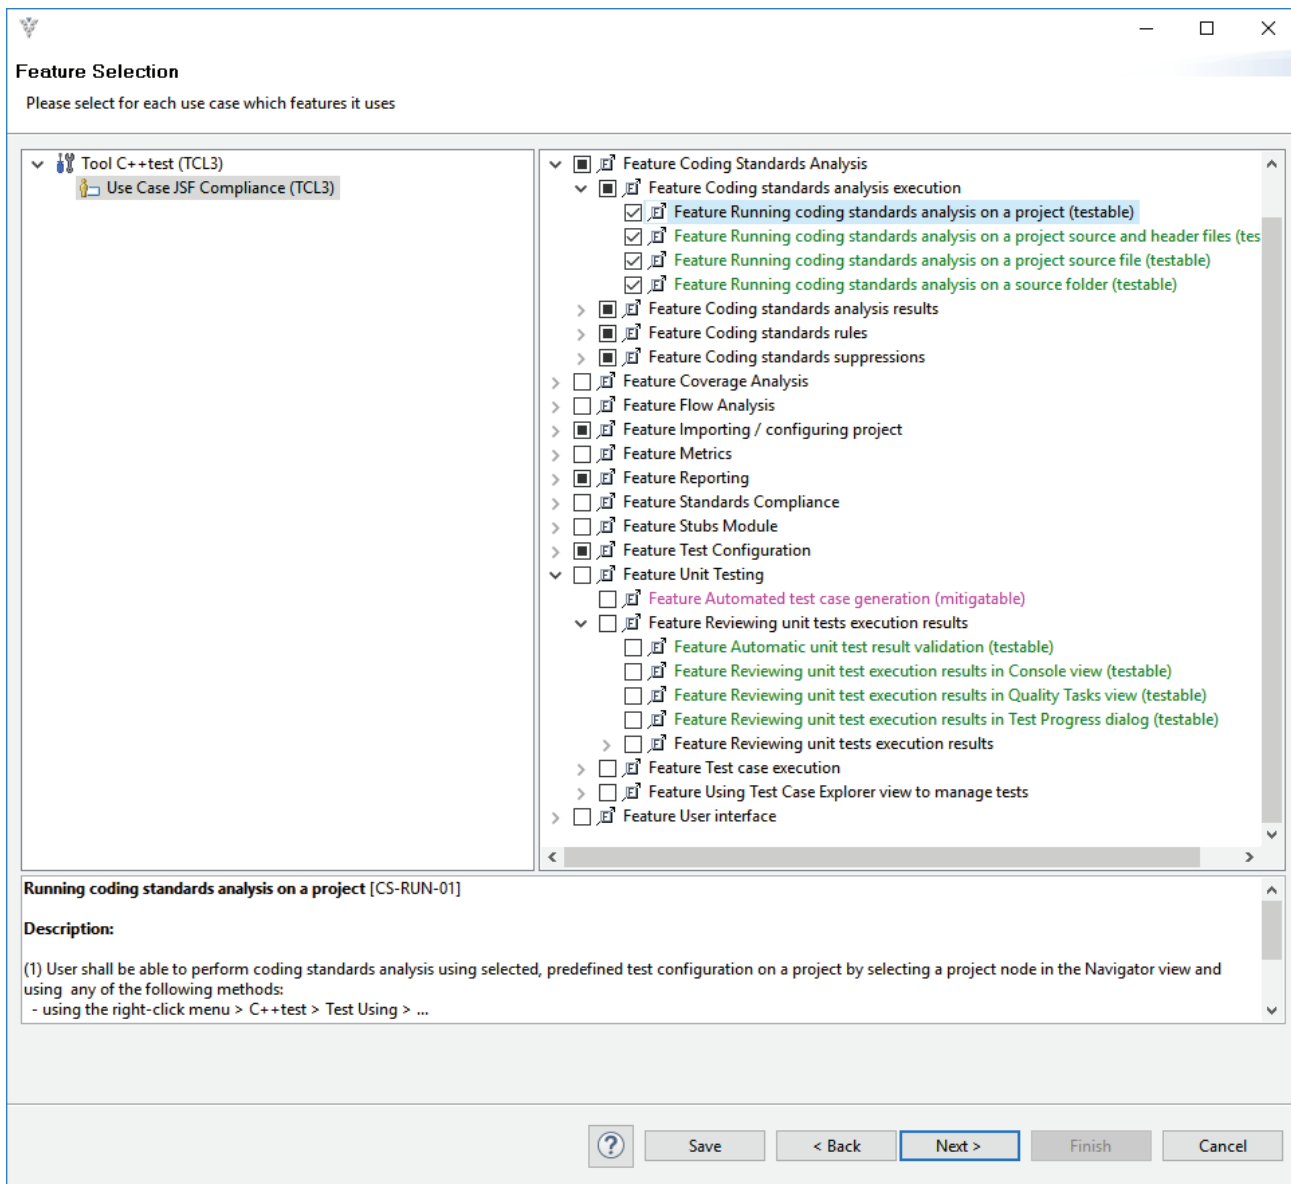 Feature Selection
Please select for each use case which features it uses
Tool C++test (TCL3)
Use Case JSF Compliance (TCL3)
Feature Coding Standards Analysis
Feature Coding standards analysis execution
Feature Running coding standards analysis on a project (testable)
Feature Running coding standards analysis on a project source and header files (tes
Feature Running coding standards analysis on a project source file (testable)
Feature Running coding standards analysis on a source folder (testable)
Feature Coding standards analysis results
Feature Coding standards rules
Feature Coding standards suppressions
Feature Coverage Analysis
Feature Flow Analysis
Feature Importing / configuring project
Feature Metrics
Feature Reporting
Feature Standards Compliance
Feature Stubs Module
Feature Test Configuration
Feature Unit Testing
Feature Automated test case generation (mitigatable)
Feature Reviewing unit tests execution results
Feature Automatic unit test result validation (testable)
Feature Reviewing unit test execution results in Console view (testable)
Feature Reviewing unit test execution results in Quality Tasks view (testable)
Feature Reviewing unit test execution results in Test Progress dialog (testable)
Feature Reviewing unit tests execution results
Feature Test case execution
Feature Using Test Case Explorer view to manage tests
Feature User interface
Running coding standards analysis on a project [CS-RUN-01]
Description:
(1) User shall be able to perform coding standards analysis using selected, predefined test configuration on a project by selecting a project node in the Navigator view and
using any of the following methods:
- using the right-click menu > C++test > Test Using > ...
?
Save
< Back
Next >
Finish
Cancel